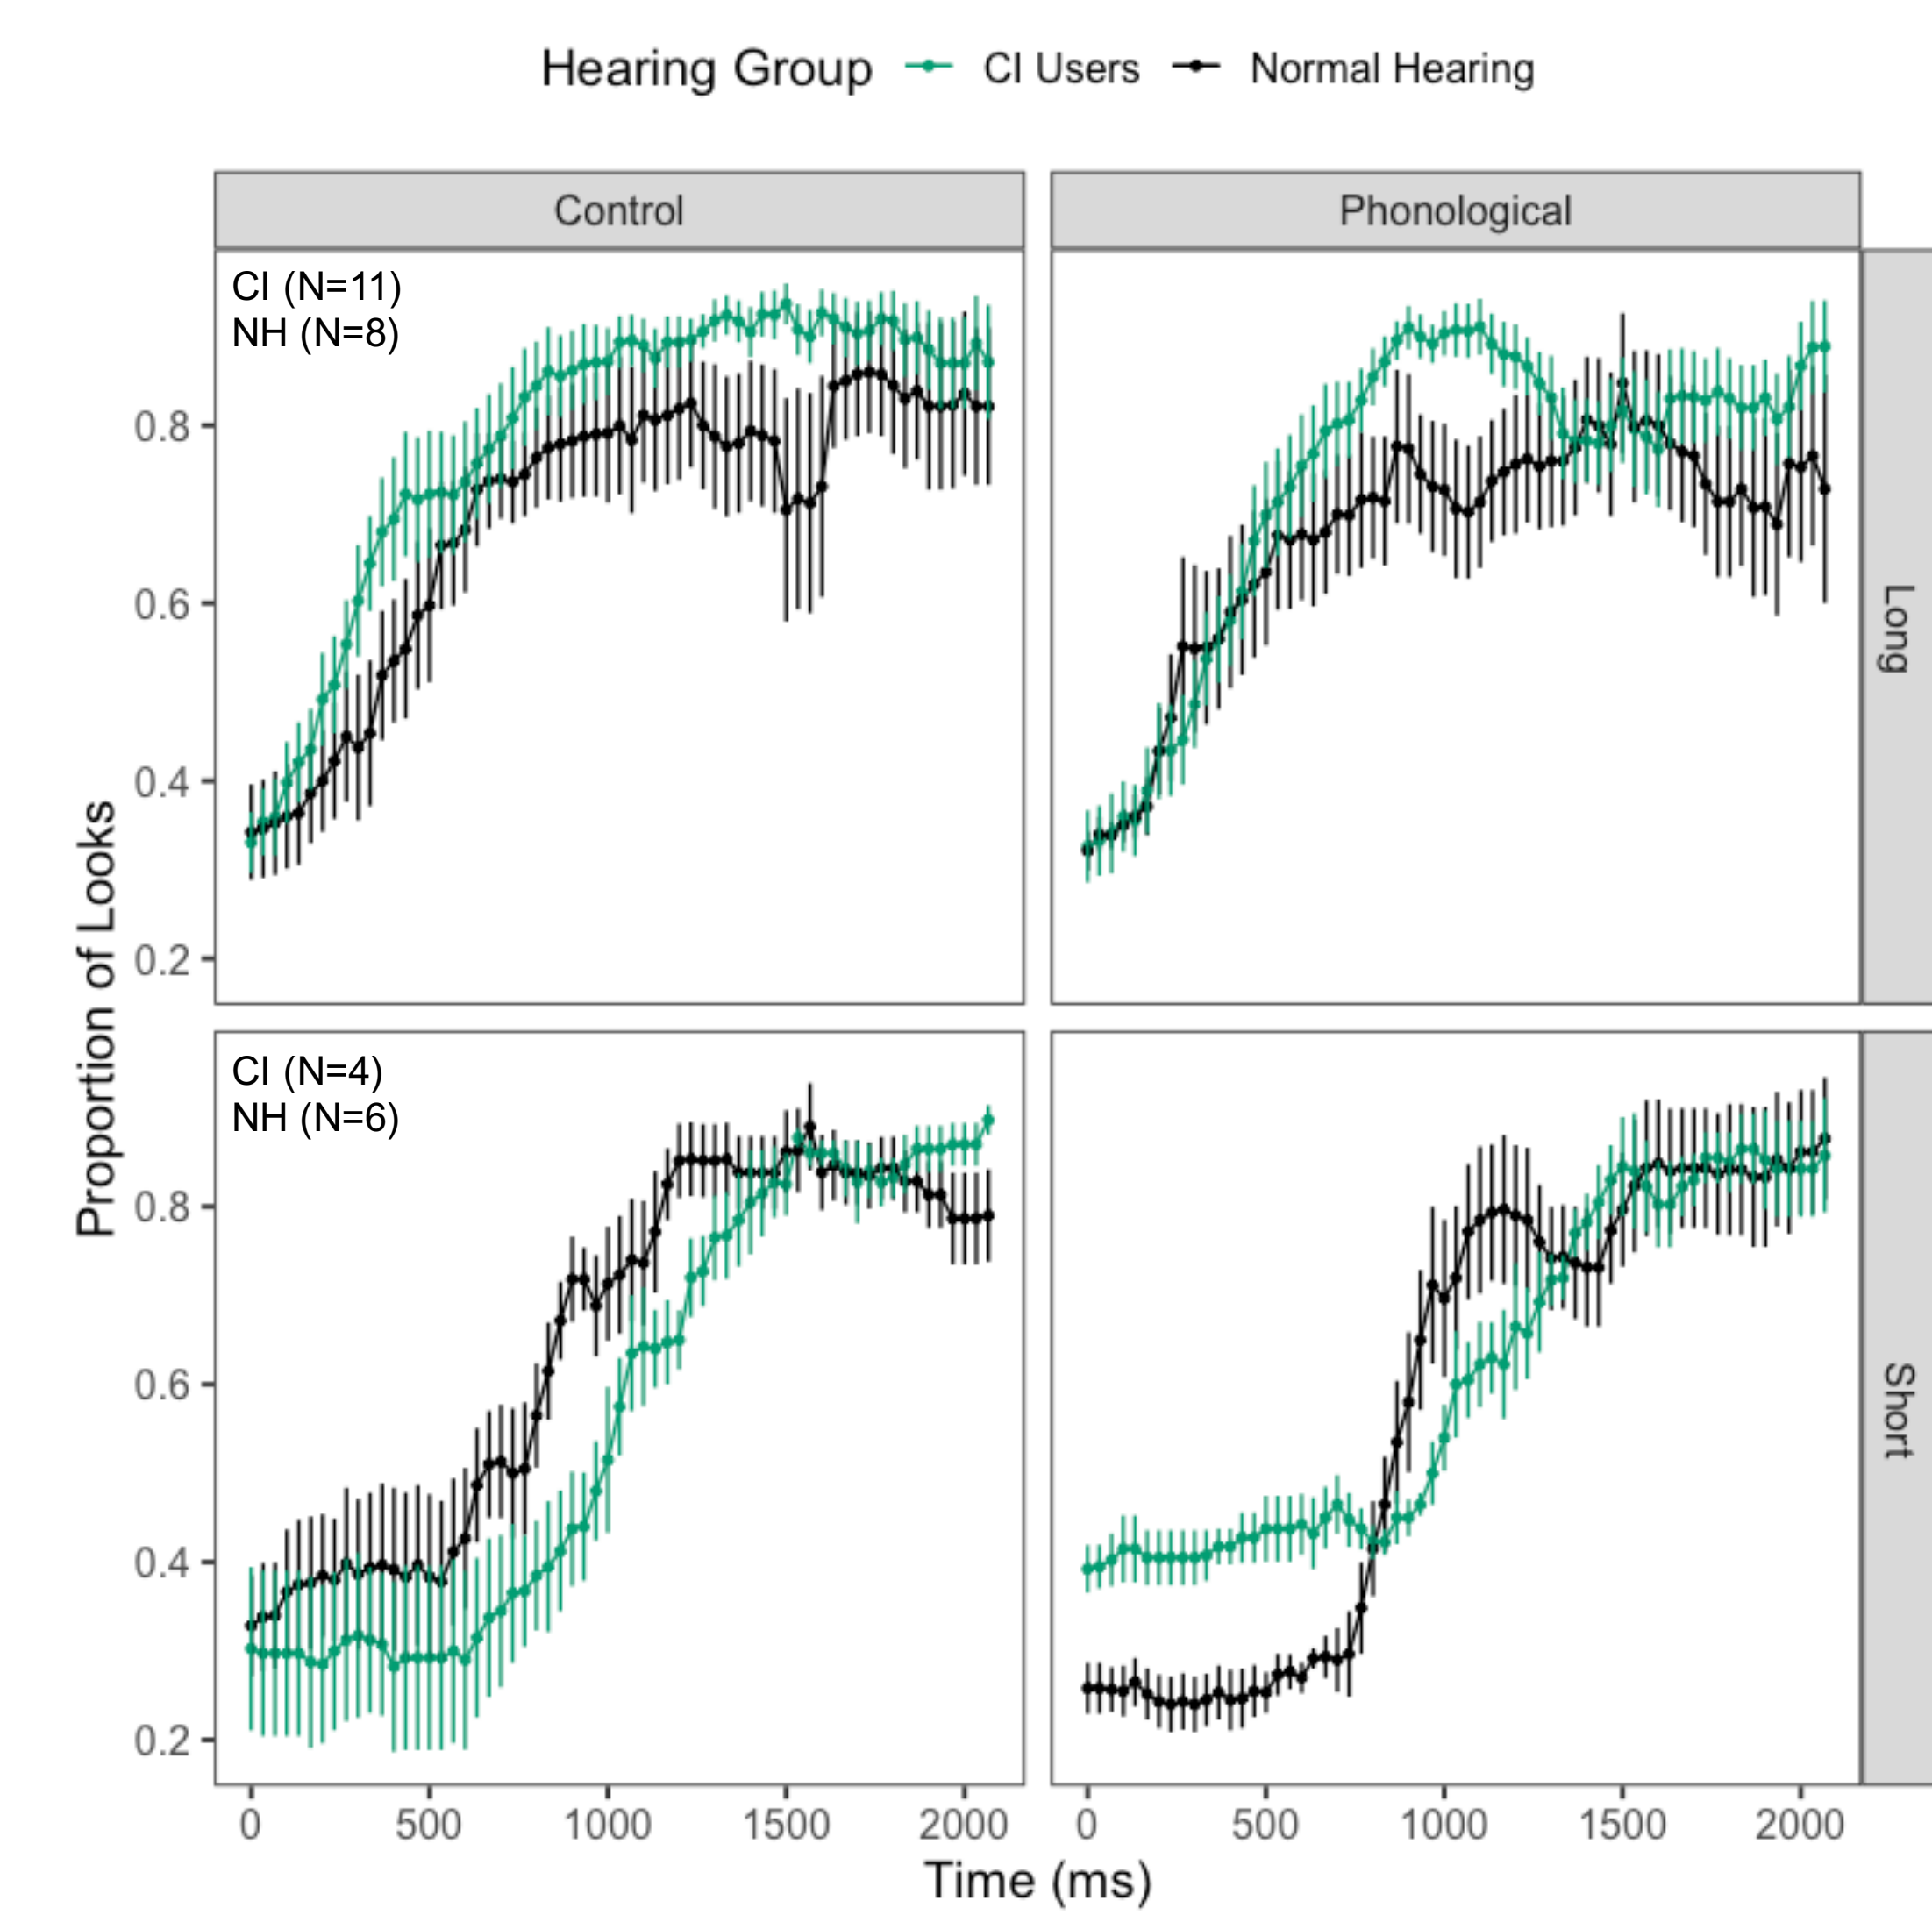 Hearing Group CI Users Normal Hearing
Control Phonological
CI (N=11)
NH (N=8)
0.8
0.6
0.4
0.2
Long
Proportion of Looks
CI (N=4)
NH (N=6)
0.8
0.6
0.4
0.2
Short
0 500 1000 1500 2000 0 500 1000 1500 2000
Time (ms)